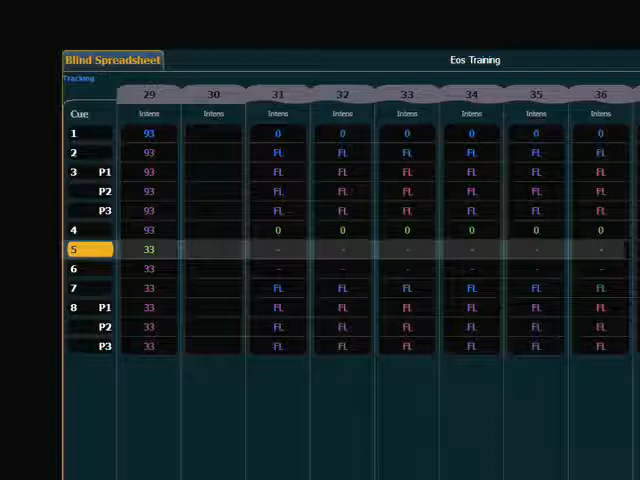 Blind Spreadsheet Eos Training
Tracking
29 30 31 32 33 34 35 36
Cue Intens Intens Intens Intens Intens Intens Intens Intens
1 93 0 0 0 0 0 0
2 93 FL FL FL FL FL FL
3 P1 93 FL FL FL FL FL FL
P2 93 FL FL FL FL FL FL
P3 93 FL FL FL FL FL FL
4 93 0 0 0 0 0 0
5 33 - - - - - -
6 33 - - - - - -
7 33 FL FL FL FL FL FL
8 P1 33 FL FL FL FL FL FL
P2 33 FL FL FL FL FL FL
P3 33 FL FL FL FL FL FL